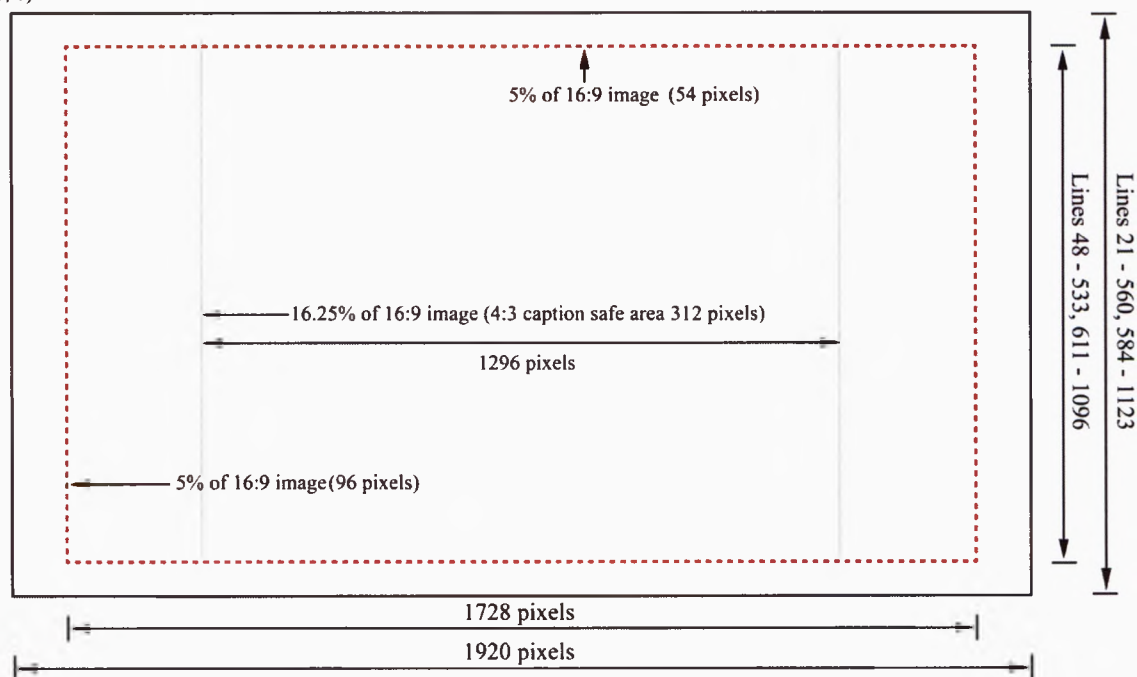 5% of 16:9 image (54 pixels)
16.25% of 16:9 image (4:3 caption safe area 312 pixels)
1296 pixels
5% of 16:9 image(96 pixels)
1728 pixels
1920 pixels
Lines 48 - 533, 611 - 1096
Lines 21 - 560, 584 - 1123